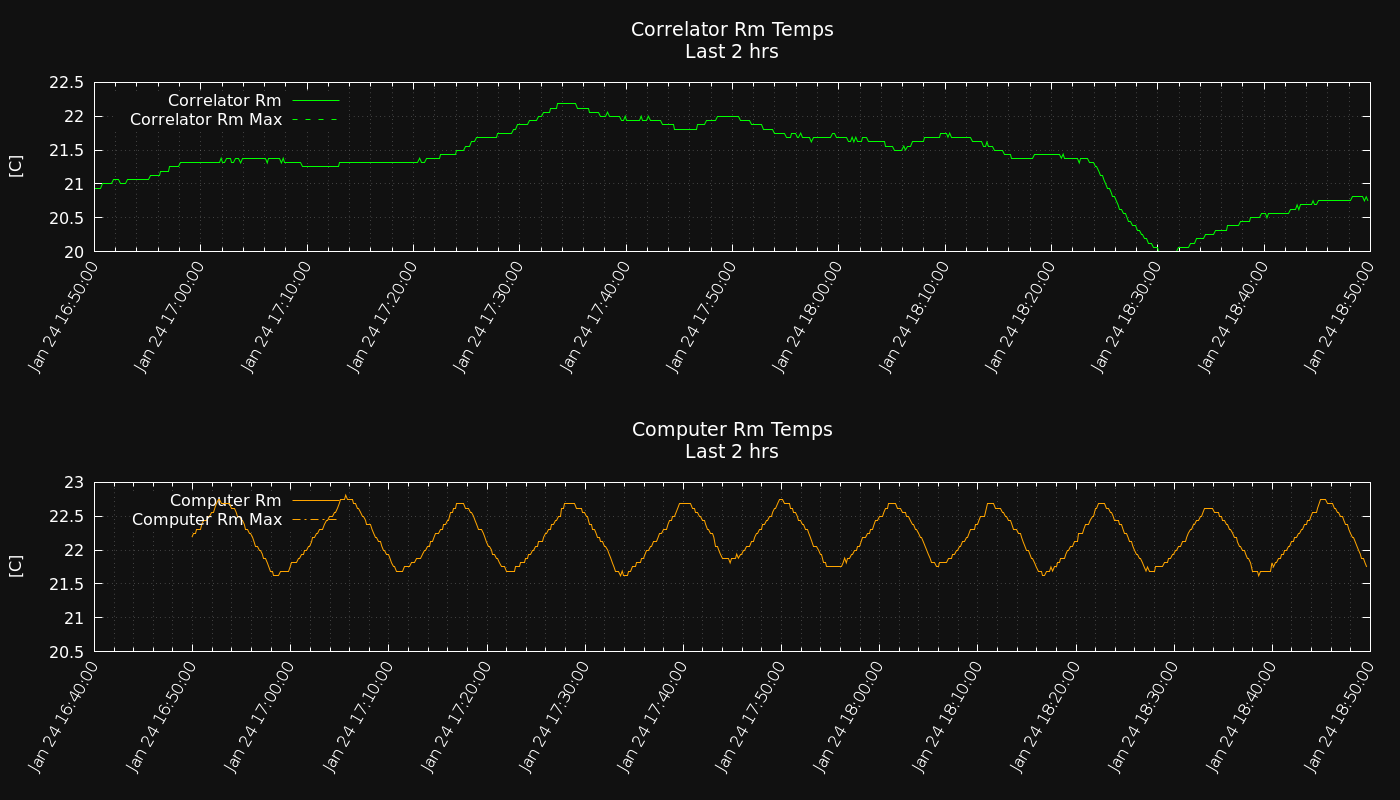 Correlator Rm Temps
Last 2 hrs
22.5
22
21.5
21
20.5
20
[C]
Correlator Rm
Correlator Rm Max
Jan 24 16:50:00
Jan 24 17:00:00
Jan 24 17:10:00
Jan 24 17:20:00
Jan 24 17:30:00
Jan 24 17:40:00
Jan 24 17:50:00
Jan 24 18:00:00
Jan 24 18:10:00
Jan 24 18:20:00
Jan 24 18:30:00
Jan 24 18:40:00
Jan 24 18:50:00
Computer Rm Temps
Last 2 hrs
23
22.5
22
21.5
21
20.5
[C]
Computer Rm
Computer Rm Max
Jan 24 16:40:00
Jan 24 16:50:00
Jan 24 17:00:00
Jan 24 17:10:00
Jan 24 17:20:00
Jan 24 17:30:00
Jan 24 17:40:00
Jan 24 17:50:00
Jan 24 18:00:00
Jan 24 18:10:00
Jan 24 18:20:00
Jan 24 18:30:00
Jan 24 18:40:00
Jan 24 18:50:00